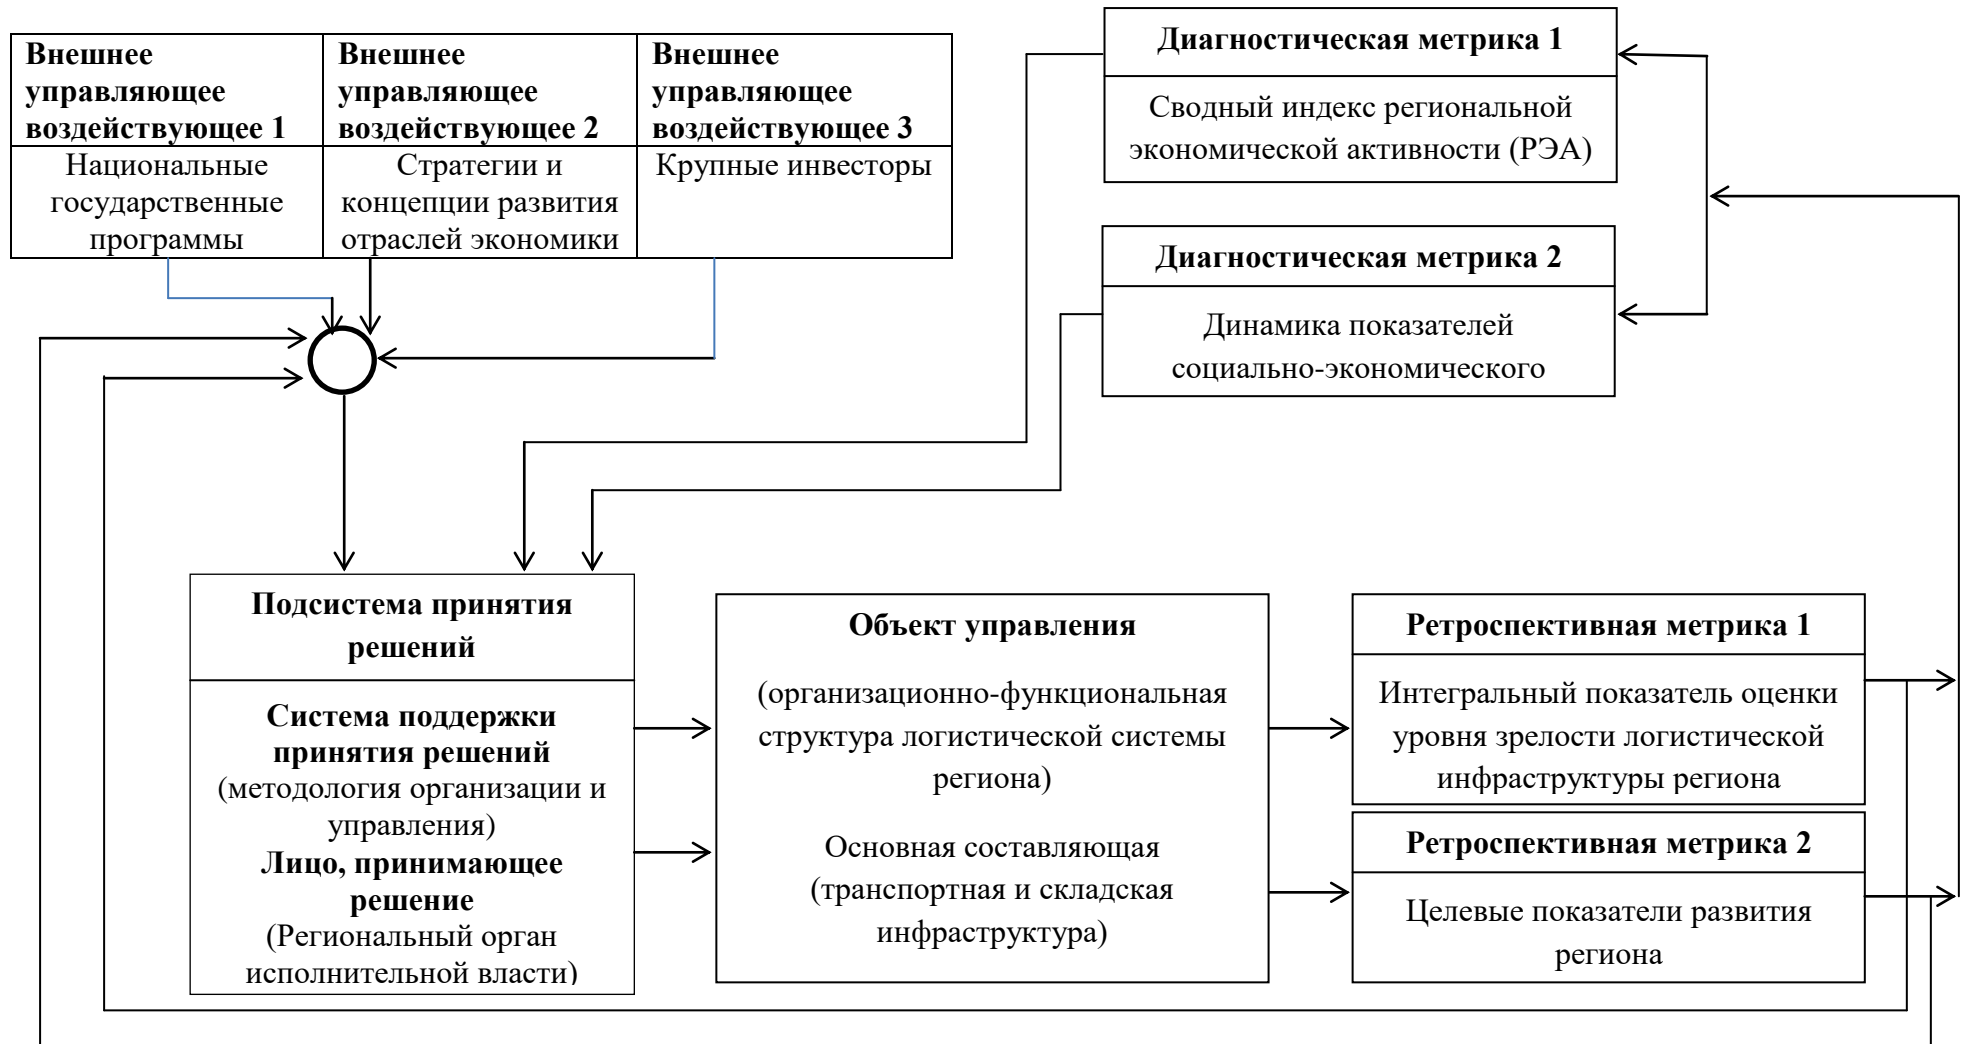 Внешнее
управляющее
воздействующее 1
Внешнее
управляющее
воздействующее 2
Внешнее
управляющее
воздействующее 3
Национальные
государственные
программы
Стратегии и
концепции развития
отраслей экономики
Крупные инвесторы
Диагностическая метрика 1
Сводный индекс региональной
экономической активности (РЭА)
Диагностическая метрика 2
Динамика показателей
социально-экономического
Подсистема принятия
решений
Система поддержки
принятия решений
(методология организации и
управления)
Лицо, принимающее
решение
(Региональный орган
исполнительной власти)
Объект управления
(организационно-функциональная
структура логистической системы
региона)
Основная составляющая
(транспортная и складская
инфраструктура)
Ретроспективная метрика 1
Интегральный показатель оценки
уровня зрелости логистической
инфраструктуры региона
Ретроспективная метрика 2
Целевые показатели развития
региона